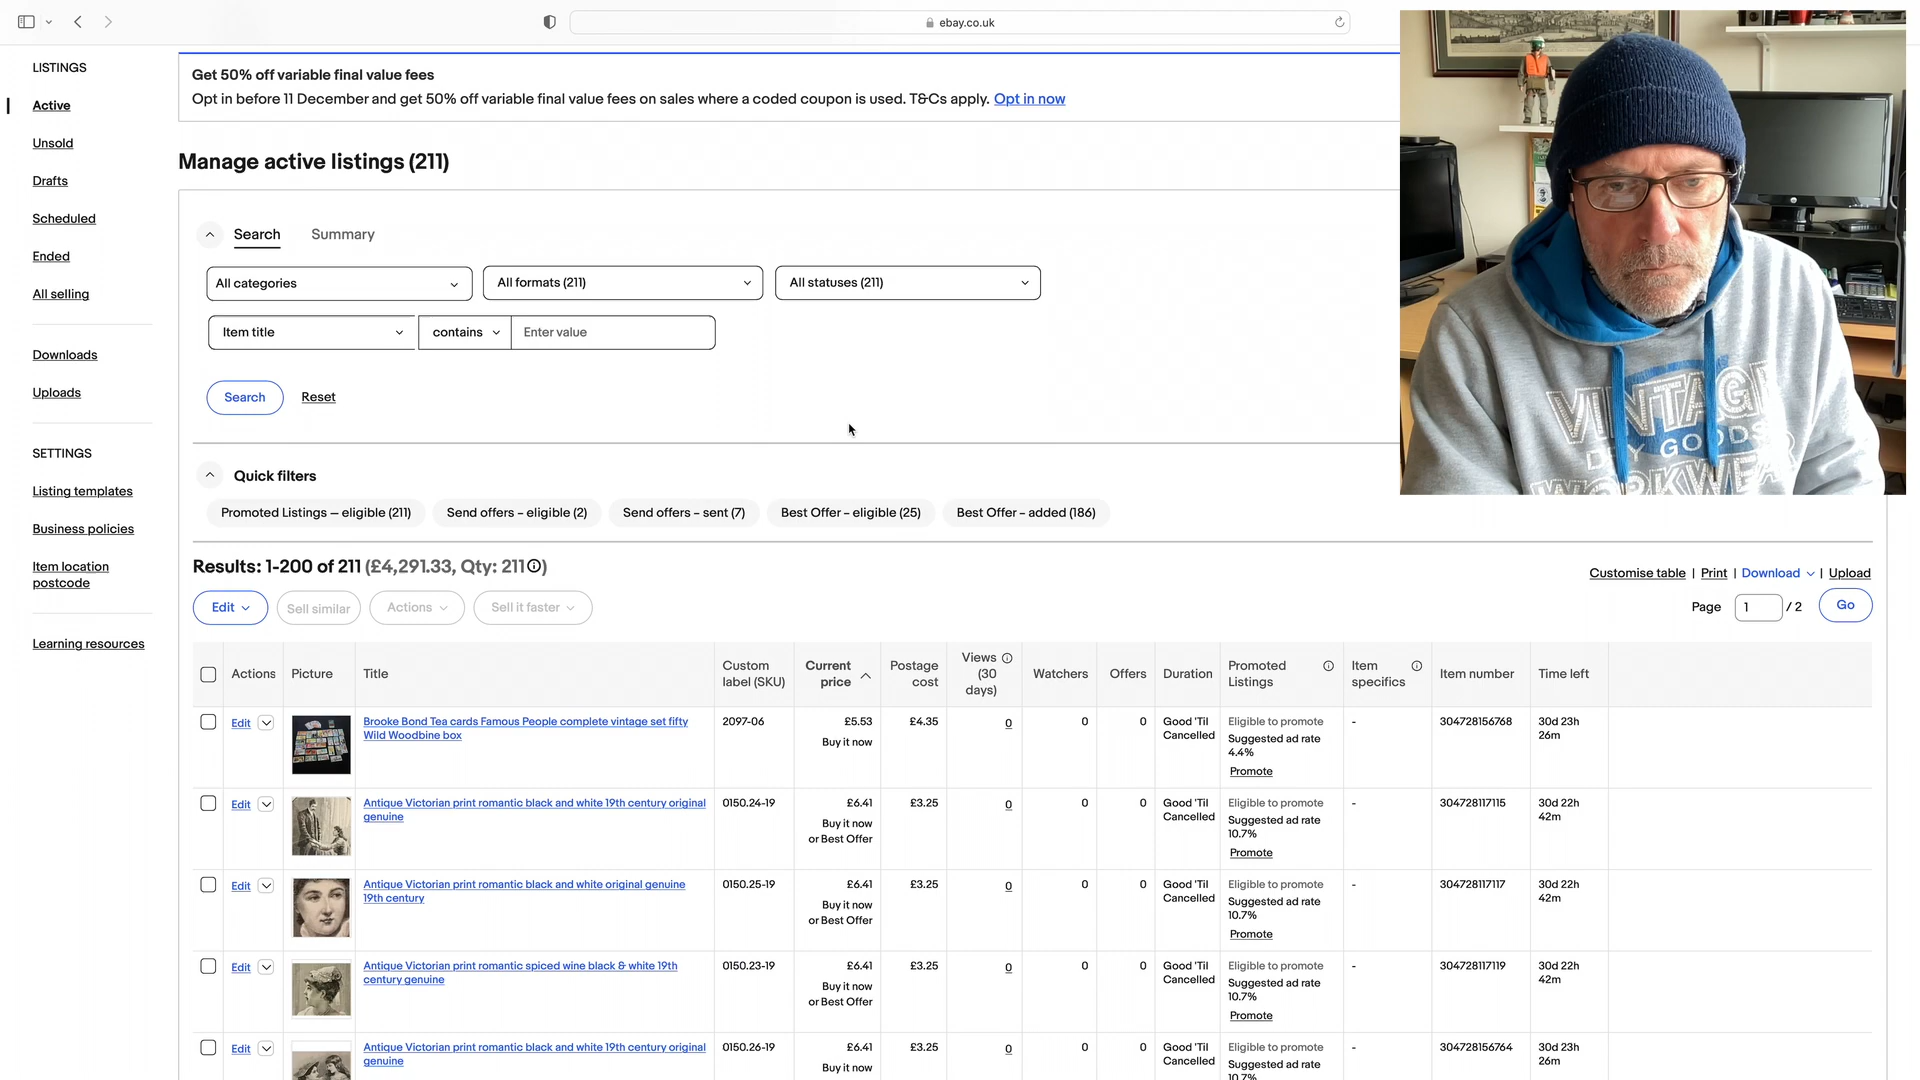 ebay.co.uk
LISTINGS
Active
Unsold
Drafts
Scheduled
Ended
All selling
Downloads
Uploads
SETTINGS
Listing templates
Business policies
Item location
postcode
Learning resources
Get 50% off variable final value fees
Opt in before 11 December and get 50% off variable final value fees on sales where a coded coupon is used. T&Cs apply. Opt in now
Manage active listings (211)
Search Summary
All categories All formats (211) All statuses (211)
Item title contains Enter value
Search Reset
Quick filters
Promoted Listings – eligible (211) Send offers – eligible (2) Send offers – sent (7) Best Offer – eligible (25) Best Offer – added (186)
Results: 1-200 of 211 (£4,291.33, Qty: 211)
Customise table | Print | Download | Upload
Edit Sell similar Actions Sell it faster
Page 1 / 2 Go
Actions Picture Title Custom label (SKU) Current price Postage cost Views (30 days) Watchers Offers Duration Promoted Listings Item specifics Item number Time left
Edit Brooke Bond Tea cards Famous People complete vintage set fifty 2097-06 £5.53 £4.35 0 0 0 Good 'Til Eligible to promote - 304728156768 30d 23h
Wild Woodbine box Buy it now Cancelled Suggested ad rate 26m
4.4%
Promote
Edit Antique Victorian print romantic black and white 19th century original 0150.24-19 £6.41 £3.25 0 0 0 Good 'Til Eligible to promote - 304728117115 30d 22h
genuine Buy it now Cancelled Suggested ad rate 42m
or Best Offer 10.7%
Promote
Edit Antique Victorian print romantic black and white original genuine 0150.25-19 £6.41 £3.25 0 0 0 Good 'Til Eligible to promote - 304728117117 30d 22h
19th century Buy it now Cancelled Suggested ad rate 42m
or Best Offer 10.7%
Promote
Edit Antique Victorian print romantic spiced wine black & white 19th 0150.23-19 £6.41 £3.25 0 0 0 Good 'Til Eligible to promote - 304728117119 30d 22h
century genuine Buy it now Cancelled Suggested ad rate 42m
or Best Offer 10.7%
Promote
Edit Antique Victorian print romantic black and white 19th century original 0150.26-19 £6.41 £3.25 0 0 0 Good 'Til Eligible to promote - 304728156764 30d 23h
genuine Buy it now Cancelled Suggested ad rate 26m
10.7%
VINTAGE
DRY GOODS
WORKWEAR